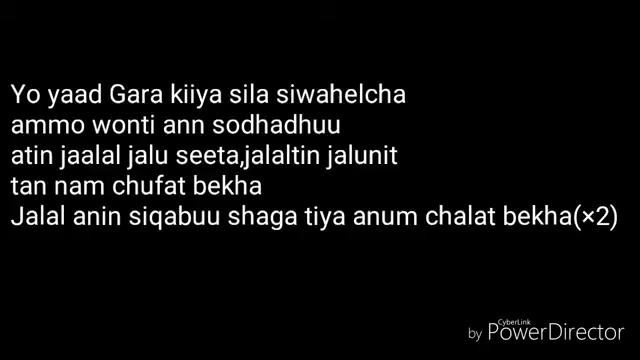 Yo yaad Gara kiiya sila siwahelcha
ammo wonti ann sodhadhuu
atin jaalal jalu seeta,jalaltin jalunit
tan nam chufat bekha
Jalal anin siqabuu shaga tiya anum chalat bekha(×2)
CyberLink
by PowerDirector